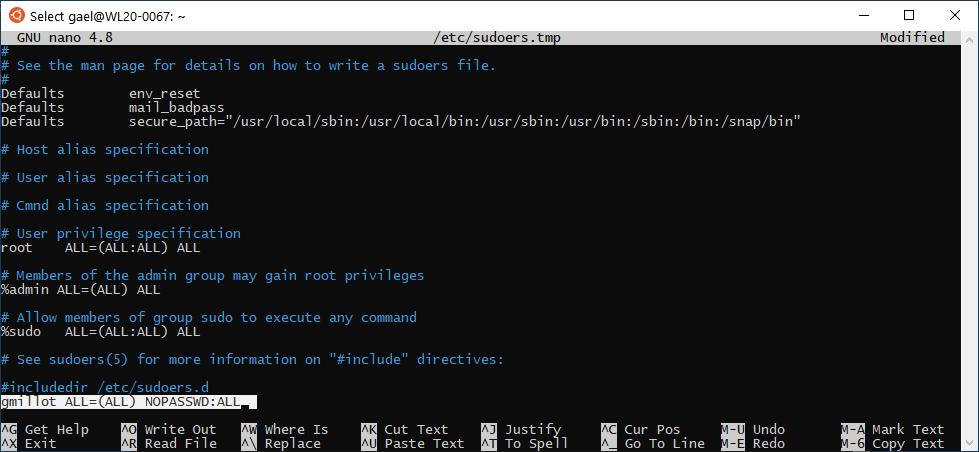 Select gael@WL20-0067: ~
GNU nano 4.8 /etc/sudoers.tmp Modified
#
# See the man page for details on how to write a sudoers file.
#
Defaults env_reset
Defaults mail_badpass
Defaults secure_path="/usr/local/sbin:/usr/local/bin:/usr/sbin:/usr/bin:/sbin:/bin:/snap/bin"
# Host alias specification
# User alias specification
# Cmnd alias specification
# User privilege specification
root ALL=(ALL:ALL) ALL
# Members of the admin group may gain root privileges
%admin ALL=(ALL) ALL
# Allow members of group sudo to execute any command
%sudo ALL=(ALL:ALL) ALL
# See sudoers(5) for more information on "#include" directives:
#includedir /etc/sudoers.d
gmillot ALL=(ALL) NOPASSWD:ALL
^G Get Help ^O Write Out ^W Where Is ^K Cut Text ^J Justify ^C Cur Pos M-U Undo M-A Mark Text
^X Exit ^R Read File ^\ Replace ^U Paste Text ^T To Spell ^_ Go To Line M-E Redo M-6 Copy Text